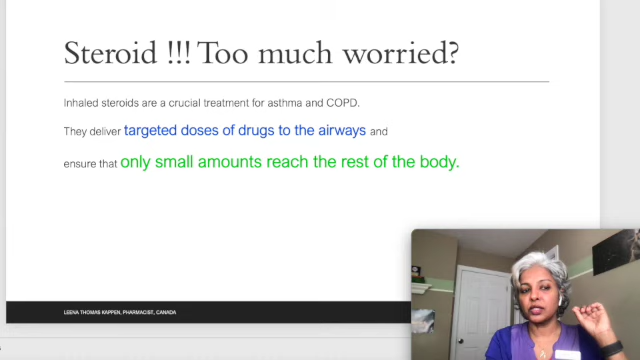 Steroid !!! Too much worried?
Inhaled steroids are a crucial treatment for asthma and COPD.
They deliver targeted doses of drugs to the airways and
ensure that only small amounts reach the rest of the body.
LEENA THOMAS KAPPEN, PHARMACIST, CANADA